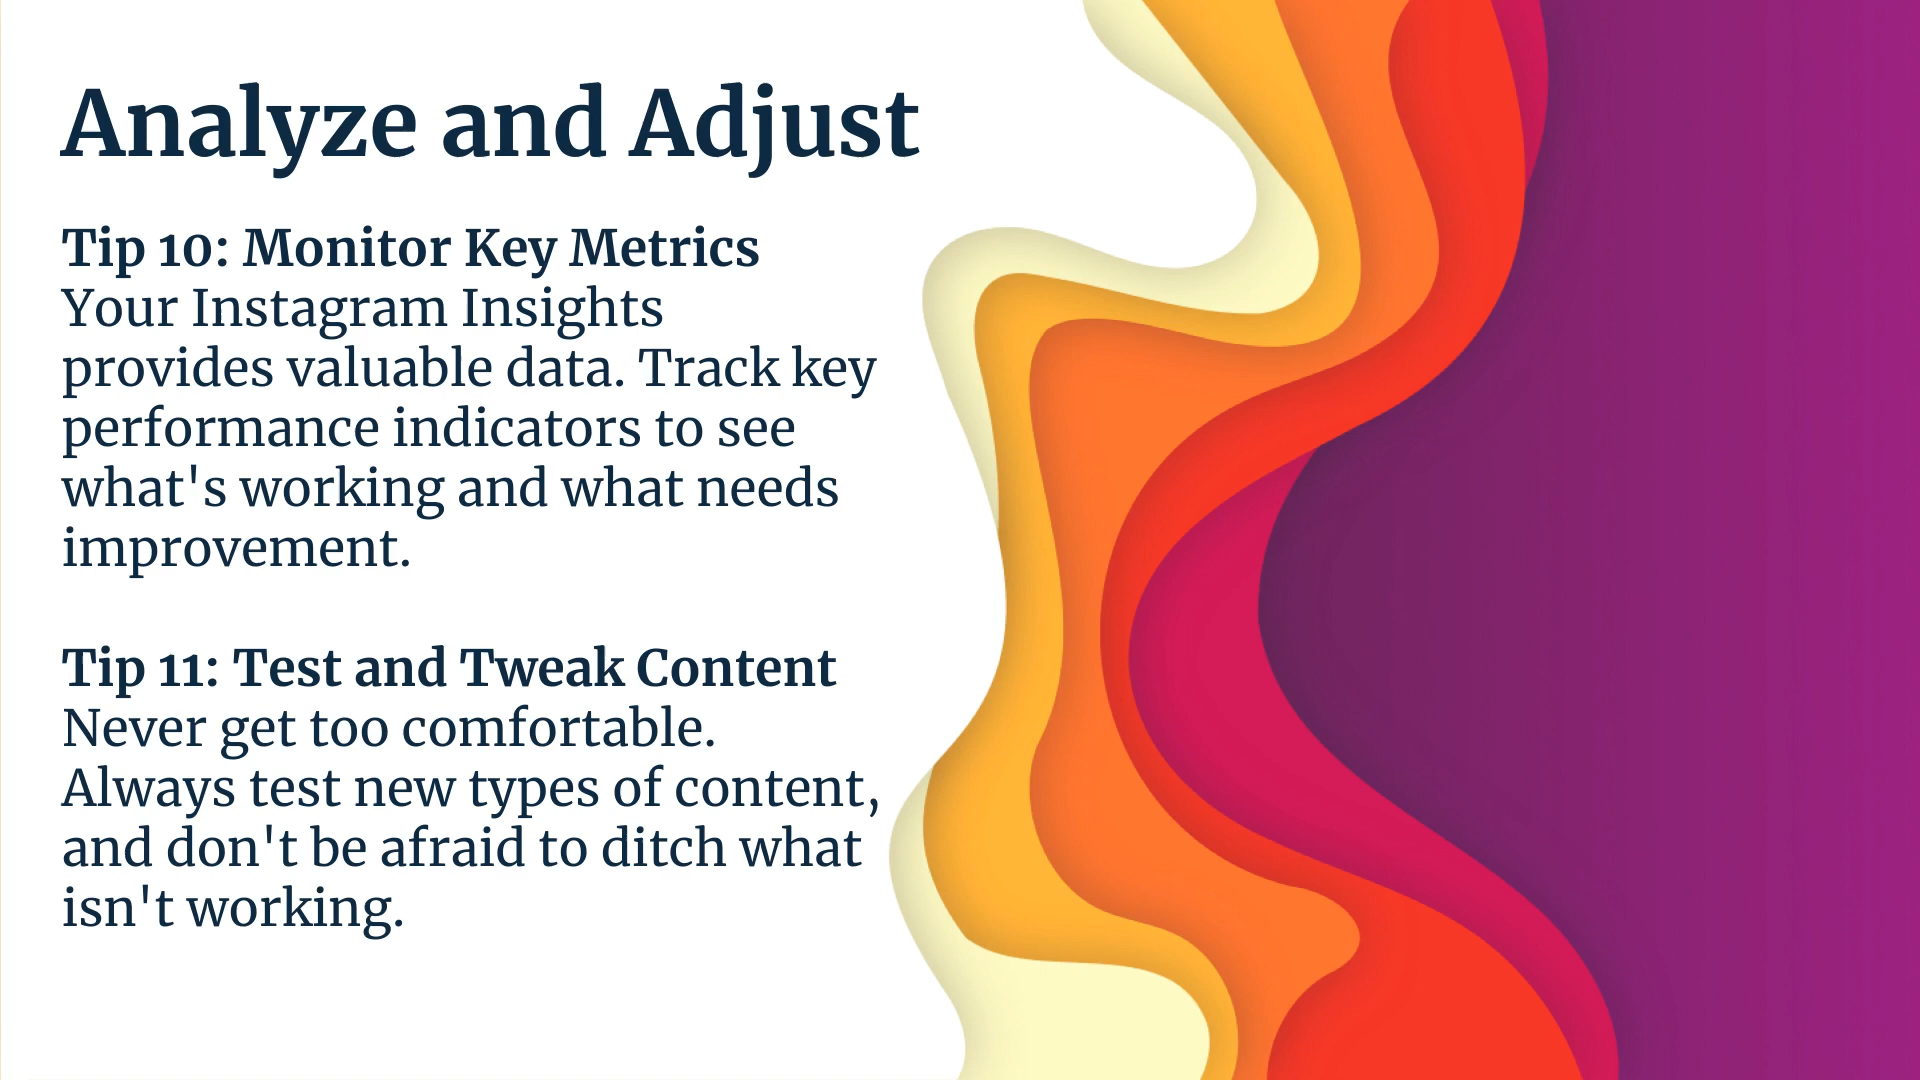 Analyze and Adjust
Tip 10: Monitor Key Metrics
Your Instagram Insights
provides valuable data. Track key
performance indicators to see
what's working and what needs
improvement.
Tip 11: Test and Tweak Content
Never get too comfortable.
Always test new types of content,
and don't be afraid to ditch what
isn't working.